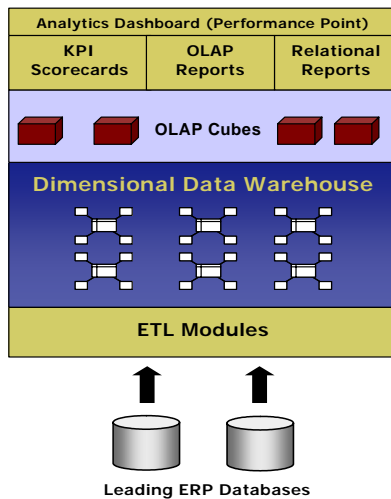 Analytics Dashboard (Performance Point)
KPI
Scorecards
OLAP
Reports
Relational
Reports
OLAP Cubes
Dimensional Data Warehouse
ETL Modules
Leading ERP Databases